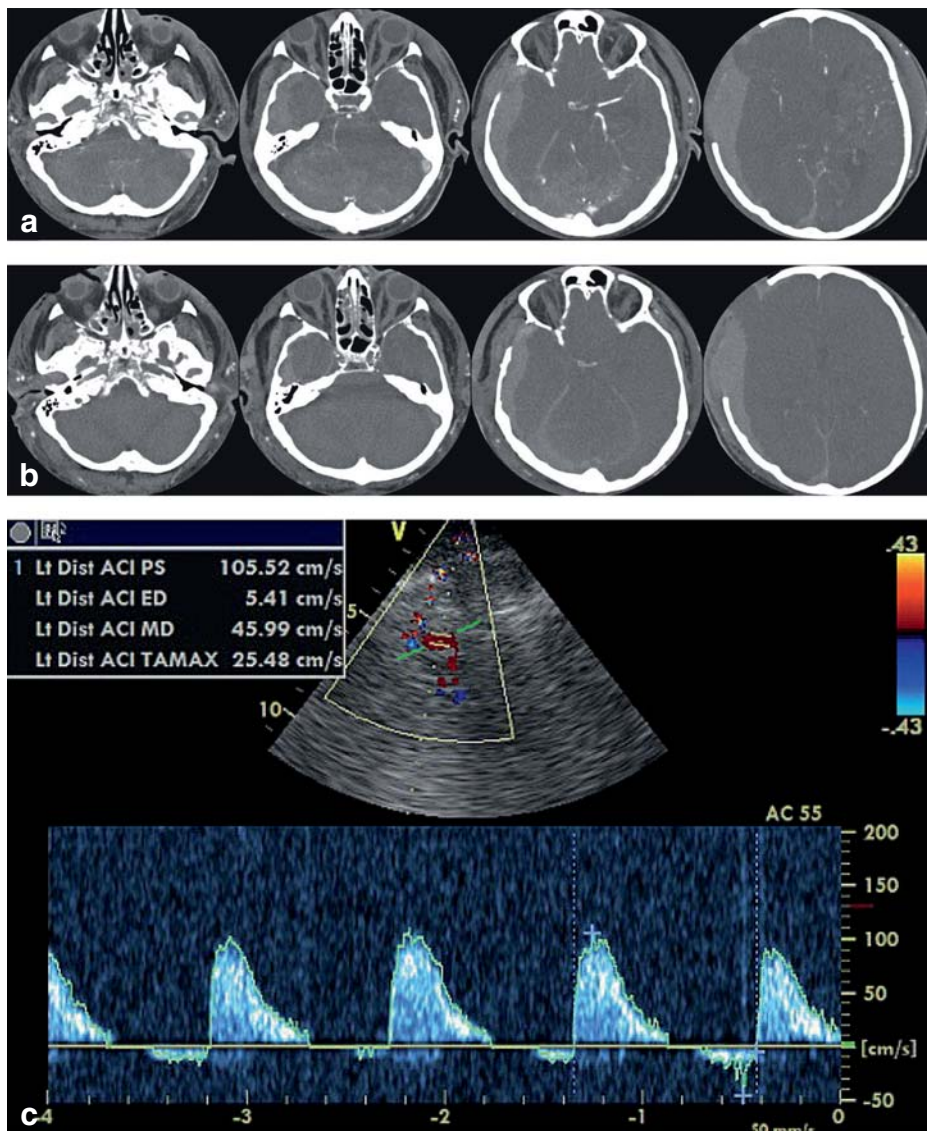 a
b
V
1 Lt Dist ACI PS 105.52 cm/s
Lt Dist ACI ED 5.41 cm/s
Lt Dist ACI MD 45.99 cm/s
Lt Dist ACI TAMAX 25.48 cm/s
.43
5
10
-.43
AC 55
200
150
100
50
[cm/s]
-50
c
-4 -3 -2 -1 0
50 mm/s